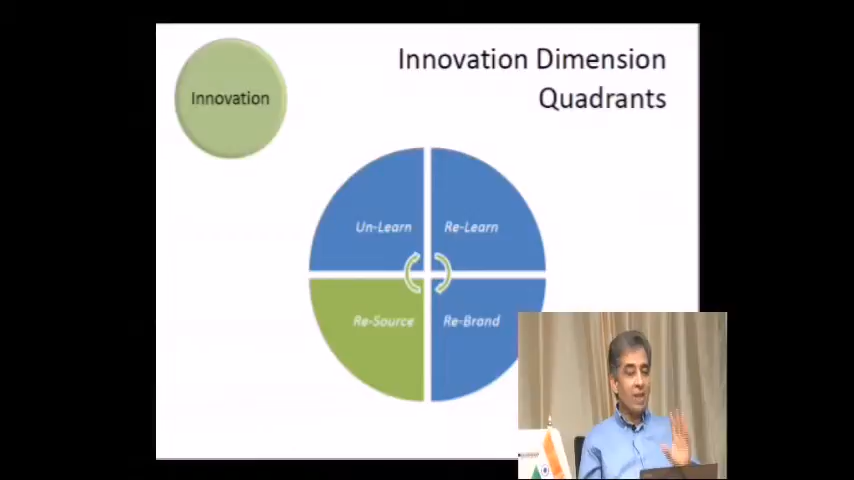 Innovation
Innovation Dimension
Quadrants
Un-Learn
Re-Learn
Re-Source
Re-Brand